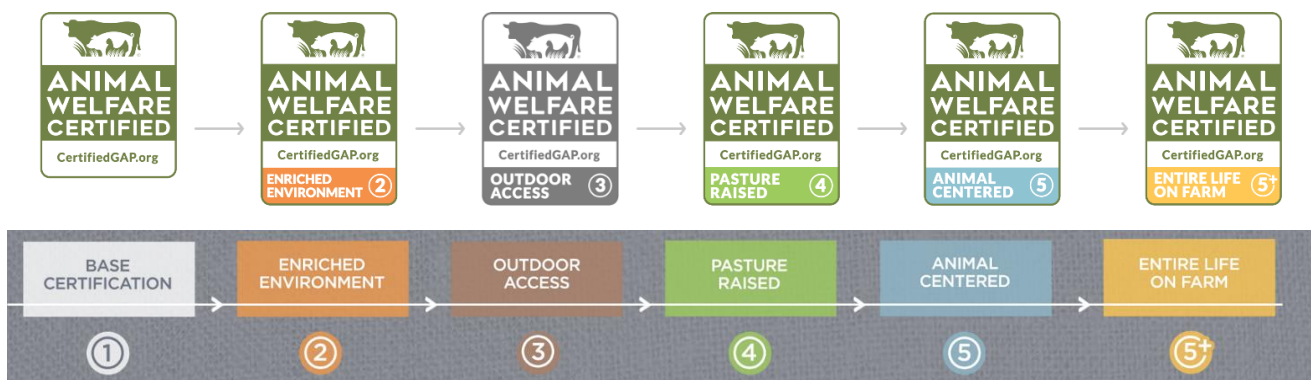 ANIMAL
WELFARE
CERTIFIED
CertifiedGAP.org
ANIMAL
WELFARE
CERTIFIED
CertifiedGAP.org
ENRICHED
ENVIRONMENT 2
ANIMAL
WELFARE
CERTIFIED
CertifiedGAP.org
OUTDOOR
ACCESS 3
ANIMAL
WELFARE
CERTIFIED
CertifiedGAP.org
PASTURE
RAISED 4
ANIMAL
WELFARE
CERTIFIED
CertifiedGAP.org
ANIMAL
CENTERED 5
ANIMAL
WELFARE
CERTIFIED
CertifiedGAP.org
ENTIRE LIFE
ON FARM 5+
BASE
CERTIFICATION
1
ENRICHED
ENVIRONMENT
2
OUTDOOR
ACCESS
3
PASTURE
RAISED
4
ANIMAL
CENTERED
5
ENTIRE LIFE
ON FARM
5+